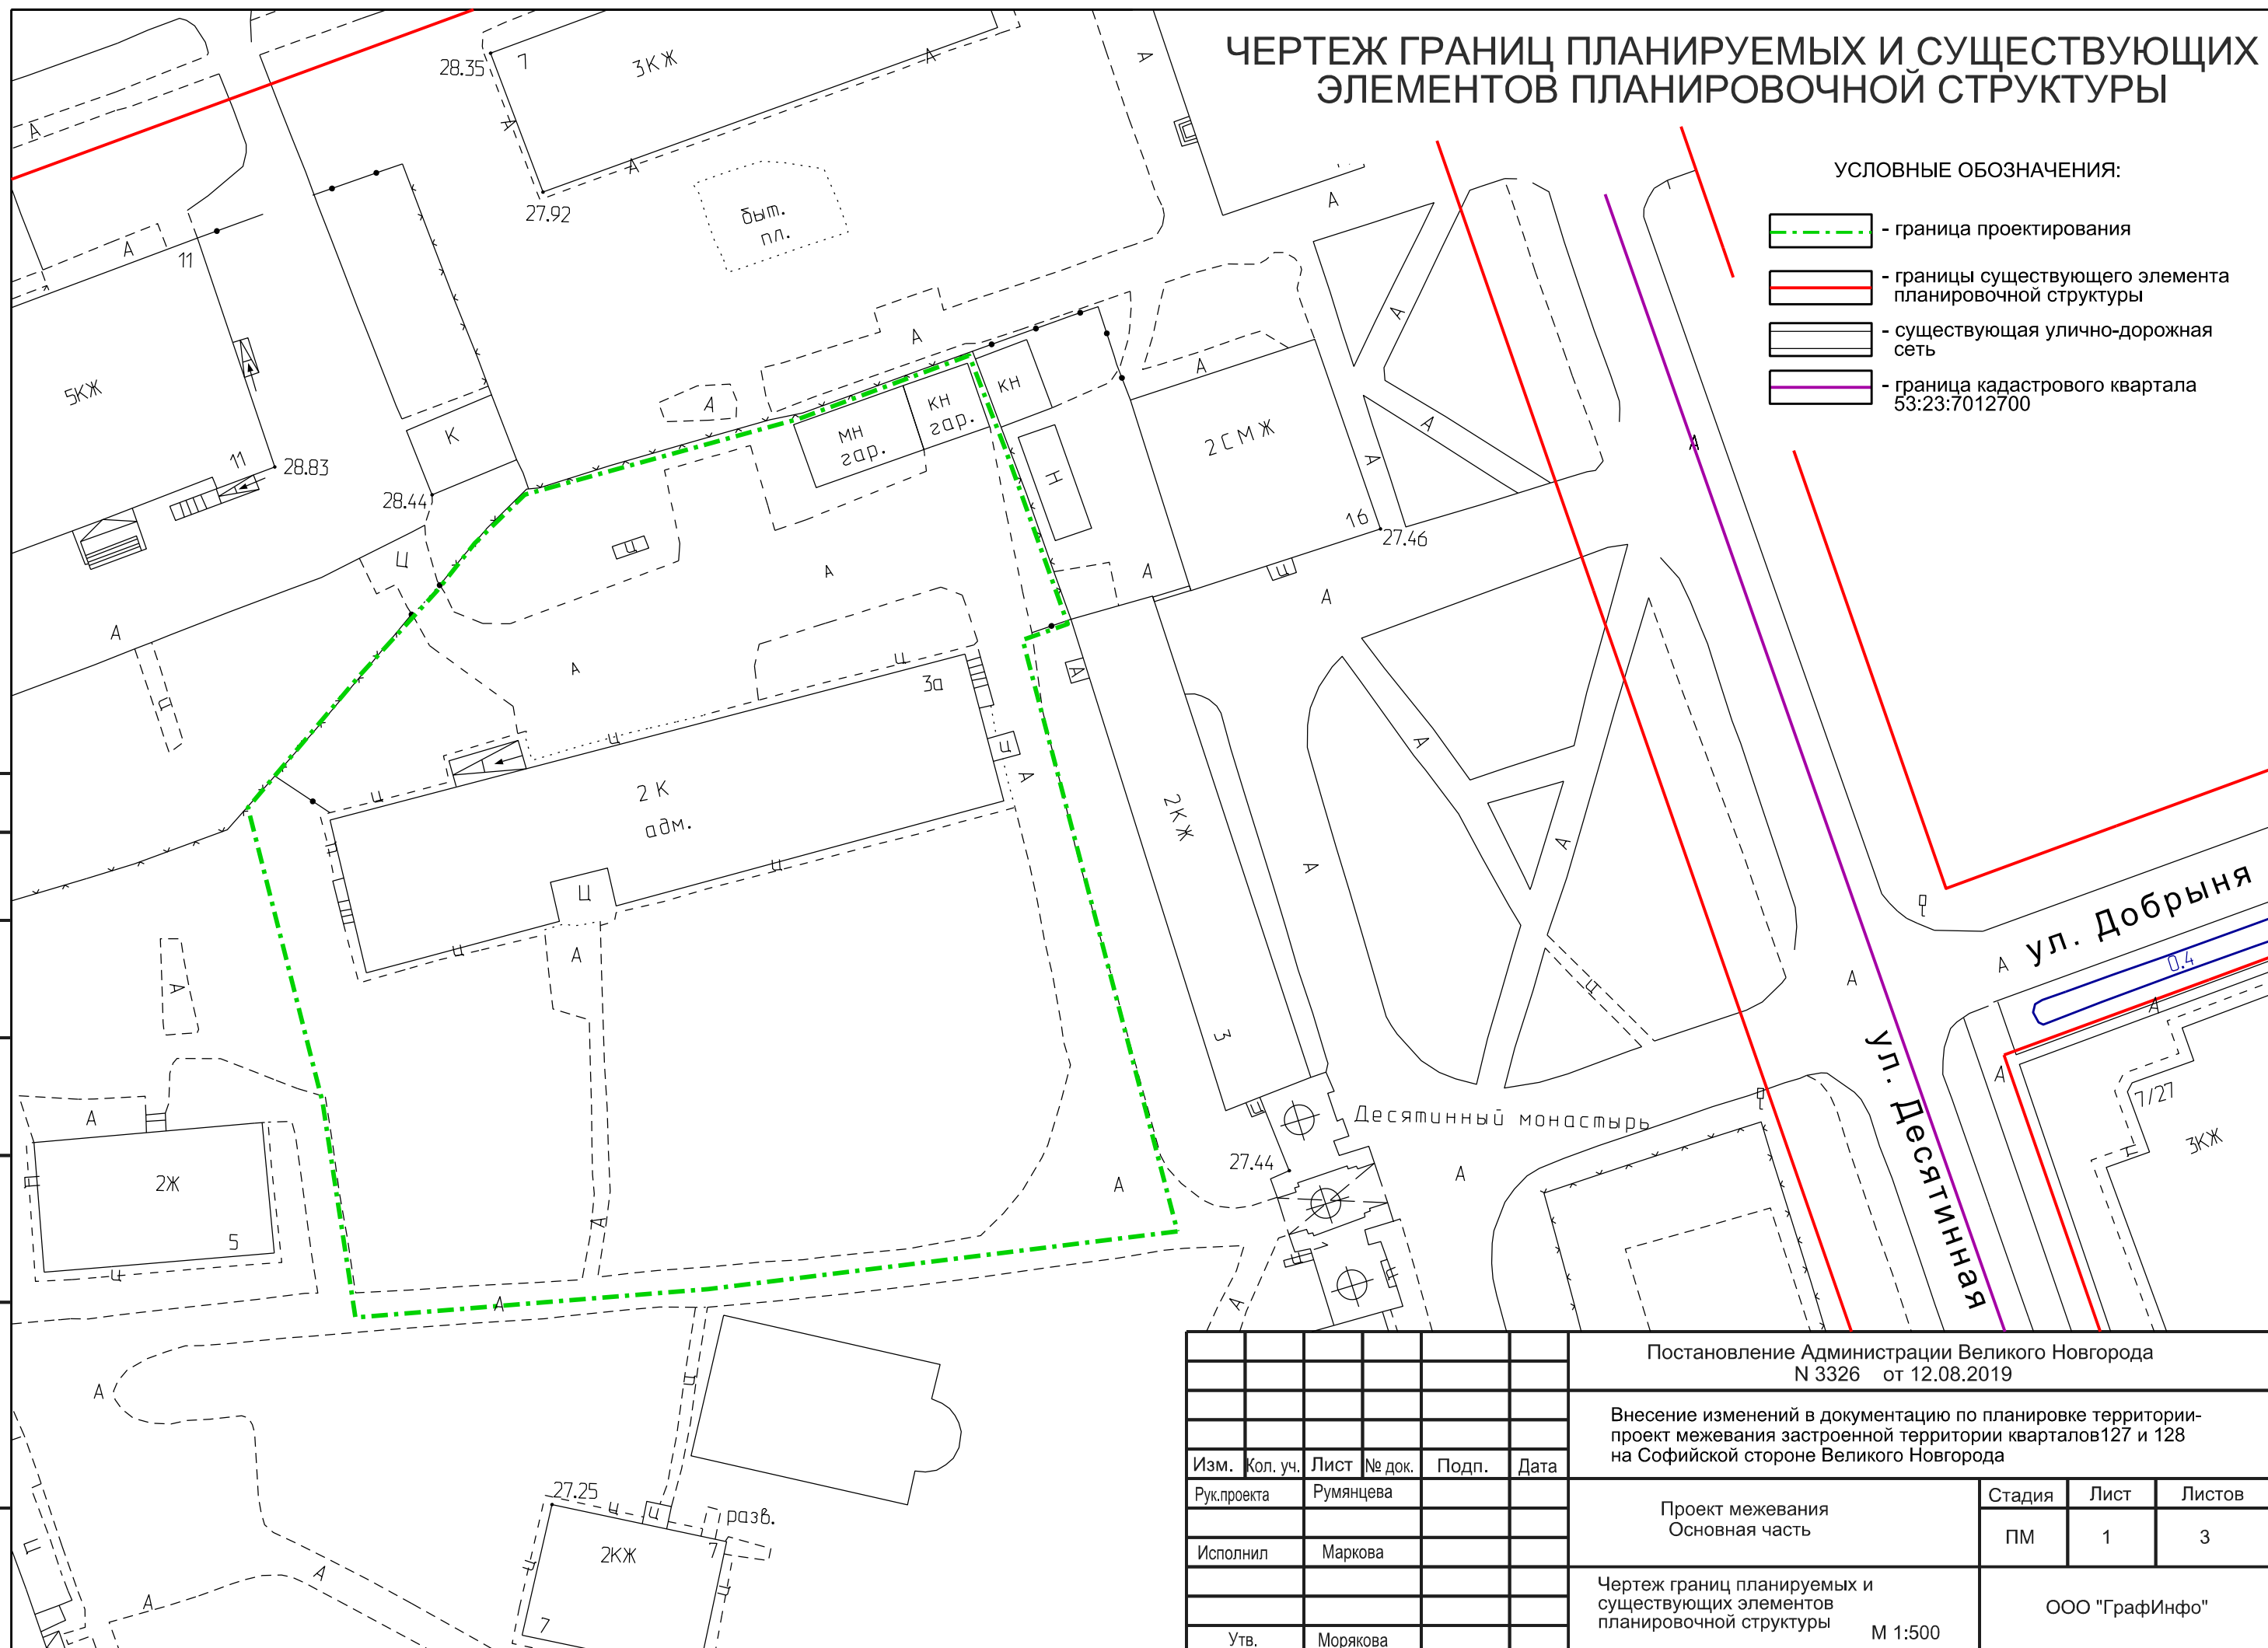 ЧЕРТЕЖ ГРАНИЦ ПЛАНИРУЕМЫХ И СУЩЕСТВУЮЩИХ
ЭЛЕМЕНТОВ ПЛАНИРОВОЧНОЙ СТРУКТУРЫ
УСЛОВНЫЕ ОБОЗНАЧЕНИЯ:
- граница проектирования
- границы существующего элемента
планировочной структуры
- существующая улично-дорожная
сеть
- граница кадастрового квартала
53:23:7012700
28.35
7
3КЖ
А
А
А
А
А
27.92
быт.
пл.
А
А
11
5КЖ
11
28.83
К
28.44
А
А
КН
КН
гар.
МН
гар.
Н
2СМЖ
А
А
А
А
А
16
27.46
Ц
Ц
А
А
Ц
А
А
А
Ц
А
3а
Ц
Ц
А
Ц
А
Ц
2 К
адм.
Ц
Ц
Ц
Ц
А
2КЖ
А
А
А
3
Ц
ул. Добрыня
0.4
А
А
А
А
ул. Десятинная
7/27
3КЖ
Десятинный монастырь
27.44
А
А
А
А
2Ж
5
Ц
А
А
А
А
А
27.25
Ц
Ц
разв.
2КЖ
7
7
А
А
Постановление Администрации Великого Новгорода
N 3326 от 12.08.2019
Внесение изменений в документацию по планировке территории-
проект межевания застроенной территории кварталов127 и 128
на Софийской стороне Великого Новгорода
Изм. Кол. уч. Лист № док. Подп. Дата
Рук.проекта Румянцева
Исполнил Маркова
Утв. Морякова
Проект межевания
Основная часть
Стадия Лист Листов
ПМ 1 3
Чертеж границ планируемых и
существующих элементов
планировочной структуры М 1:500
ООО "ГрафИнфо"